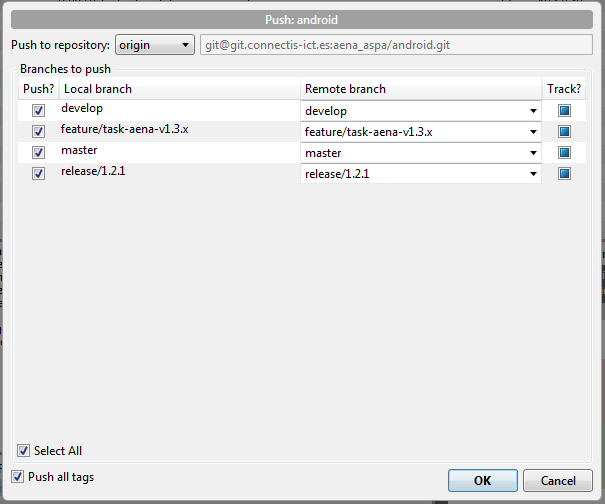 Push: android
Push to repository: origin git@git.connectis-ict.es:aena_aspa/android.git
Branches to push
Push? Local branch Remote branch Track?
develop develop
feature/task-aena-v1.3.x feature/task-aena-v1.3.x
master master
release/1.2.1 release/1.2.1
Select All
Push all tags
OK Cancel